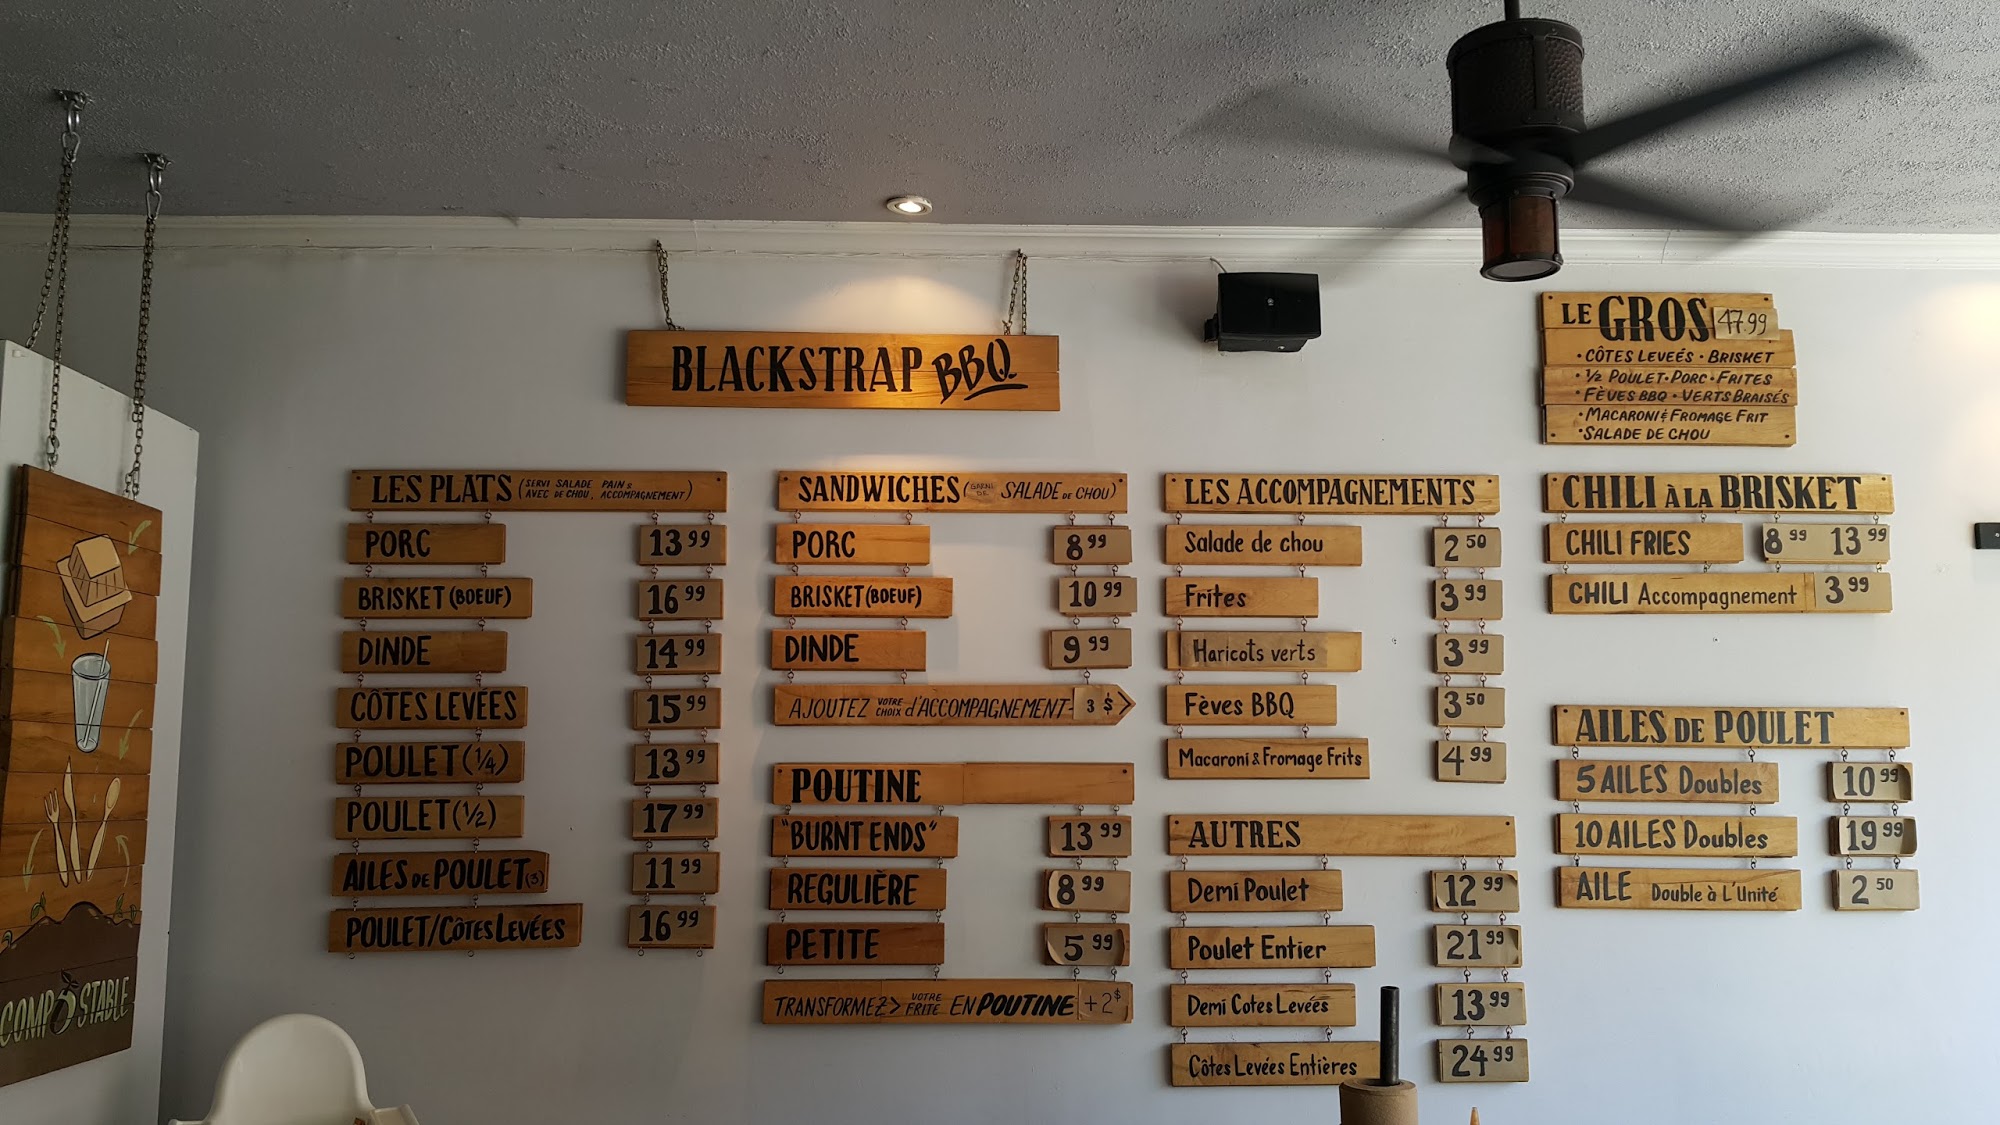 BLACKSTRAP BBQ
LES PLATS (SERVI AVEC SALADE DE CHOU, PAIN & ACCOMPAGNEMENT)
PORC 13 99
BRISKET (BOEUF) 16 99
DINDE 14 99
CÔTES LEVÉES 15 99
POULET (1/4) 13 99
POULET (1/2) 17 99
AILES DE POULET (3) 11 99
POULET/CÔTES LEVÉES 16 99
SANDWICHES (GARNI DE SALADE DE CHOU)
PORC 8 99
BRISKET (BOEUF) 10 99
DINDE 9 99
AJOUTEZ VOTRE CHOIX d'ACCOMPAGNEMENT- 3 $
POUTINE
"BURNT ENDS" 13 99
REGULIÈRE 8 99
PETITE 5 99
TRANSFORMEZ > VOTRE FRITE EN POUTINE +2$
LES ACCOMPAGNEMENTS
Salade de chou 2 50
Frites 3 99
Haricots verts 3 99
Fèves BBQ 3 50
Macaroni & Fromage Frits 4 99
AUTRES
Demi Poulet 12 99
Poulet Entier 21 99
Demi Cotes Levées 13 99
Côtes Levées Entières 24 99
LE GROS 47.99
• CÔTES LEVEÉS • BRISKET
• 1/2 POULET • PORC • FRITES
• FÈVES BBQ • VERTS BRAISÉS
• MACARONI & FROMAGE FRIT
• SALADE DE CHOU
CHILI À LA BRISKET
CHILI FRIES 8 99 13 99
CHILI Accompagnement 3 99
AILES DE POULET
5 AILES Doubles 10 99
10 AILES Doubles 19 99
AILE Double à L'Unité 2 50
COMPOSTABLE